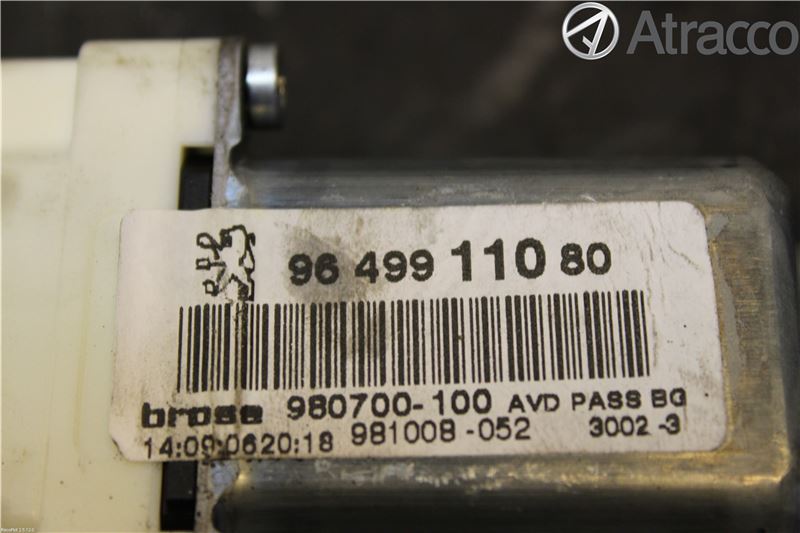 Atracco
96 499 110 80
brose 980700-100 AVD PASS BG
14:09:0620:18 981008-052 3002-3